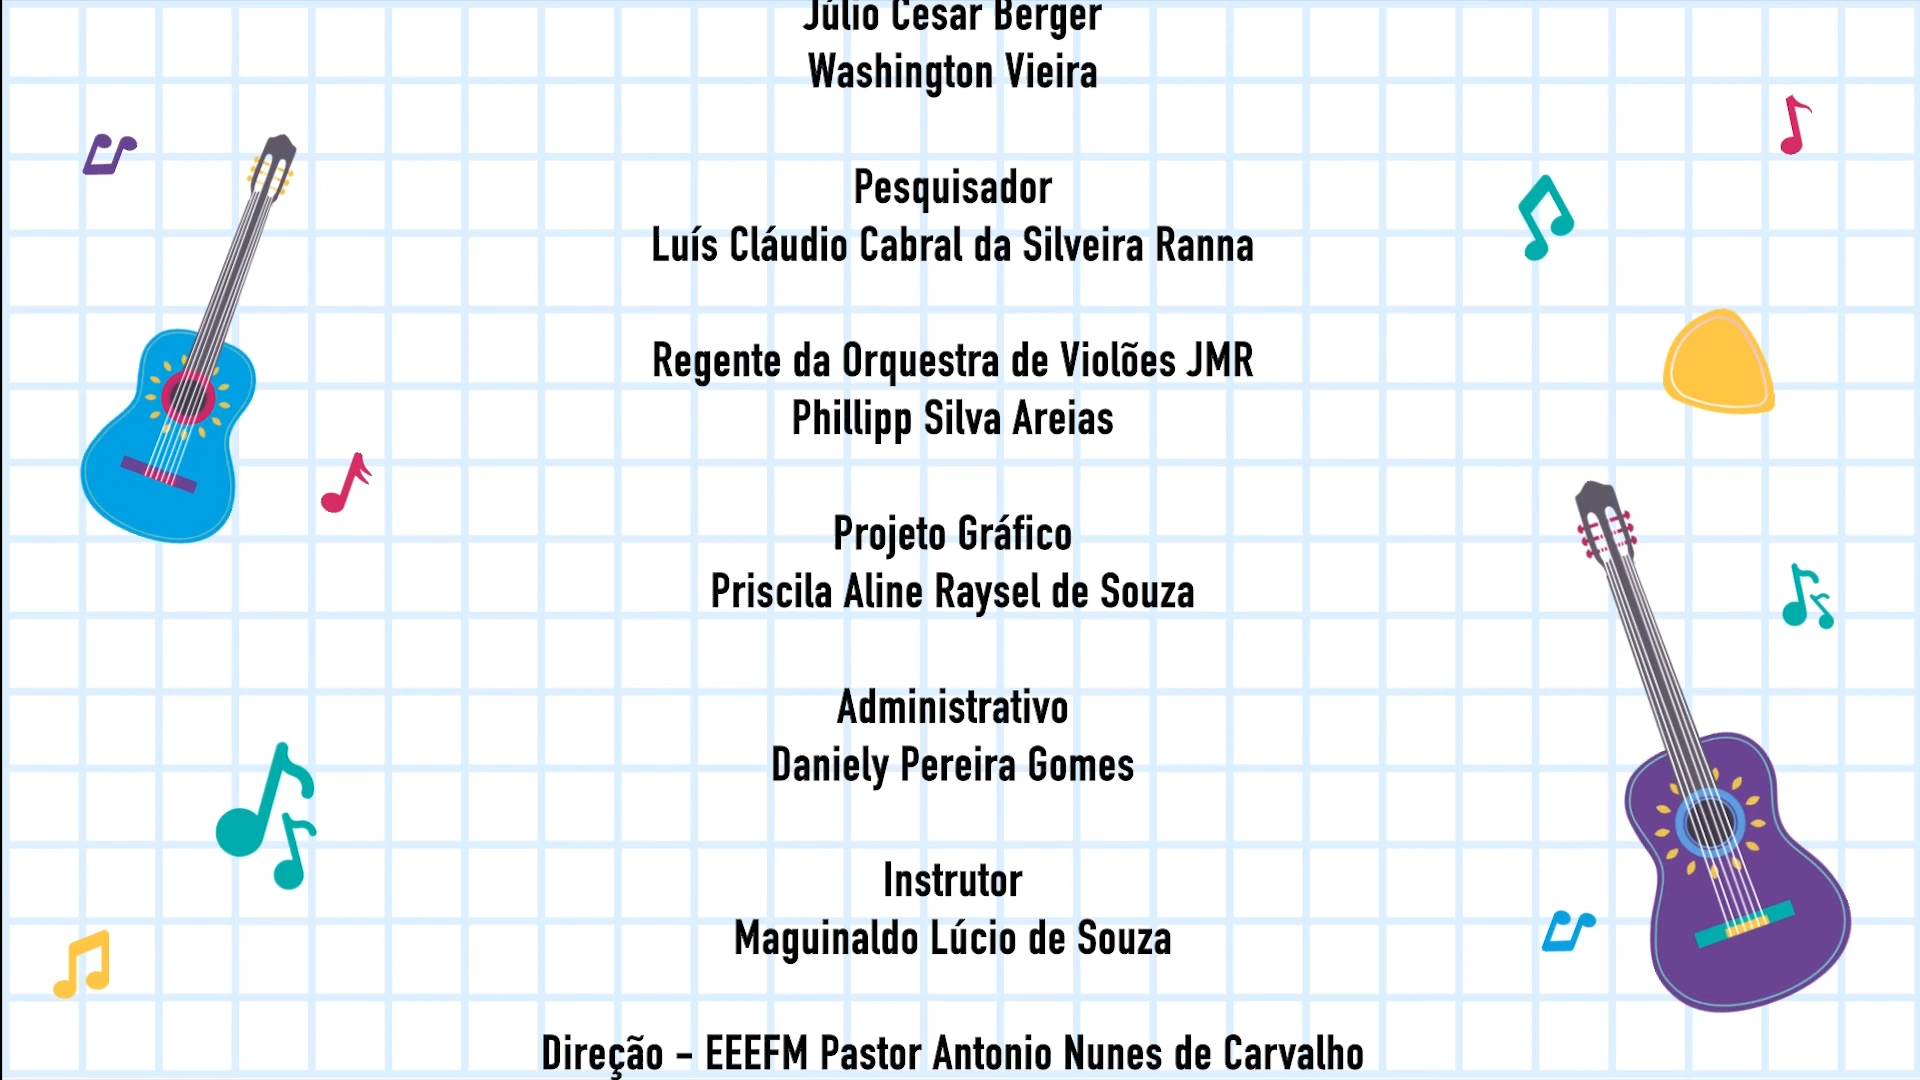 Júlio Cesar Berger
Washington Vieira
Pesquisador
Luís Cláudio Cabral da Silveira Ranna
Regente da Orquestra de Violões JMR
Phillipp Silva Areias
Projeto Gráfico
Priscila Aline Raysel de Souza
Administrativo
Daniely Pereira Gomes
Instrutor
Maguinaldo Lúcio de Souza
Direção - EEEFM Pastor Antonio Nunes de Carvalho